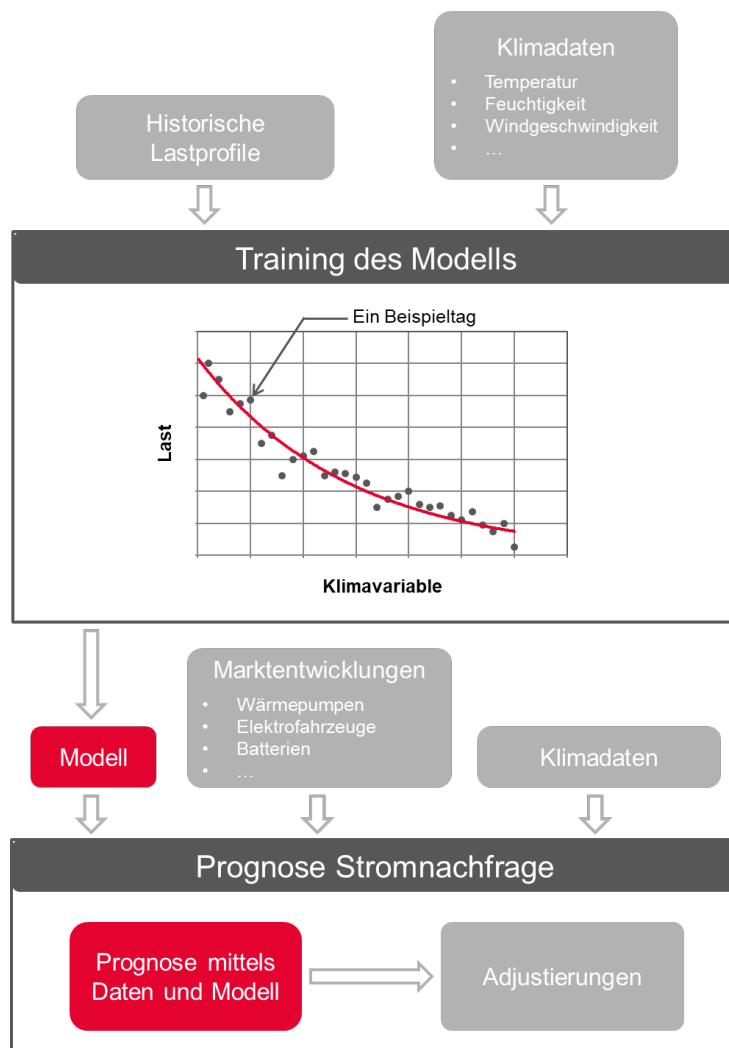 Klimadaten
• Temperatur
• Feuchtigkeit
• Windgeschwindigkeit
• …
Historische
Lastprofile
Training des Modells
Ein Beispieltag
Last
Klimavariable
Marktentwicklungen
• Wärmepumpen
• Elektrofahrzeuge
• Batterien
• …
Modell
Klimadaten
Prognose Stromnachfrage
Prognose mittels
Daten und Modell
Adjustierungen